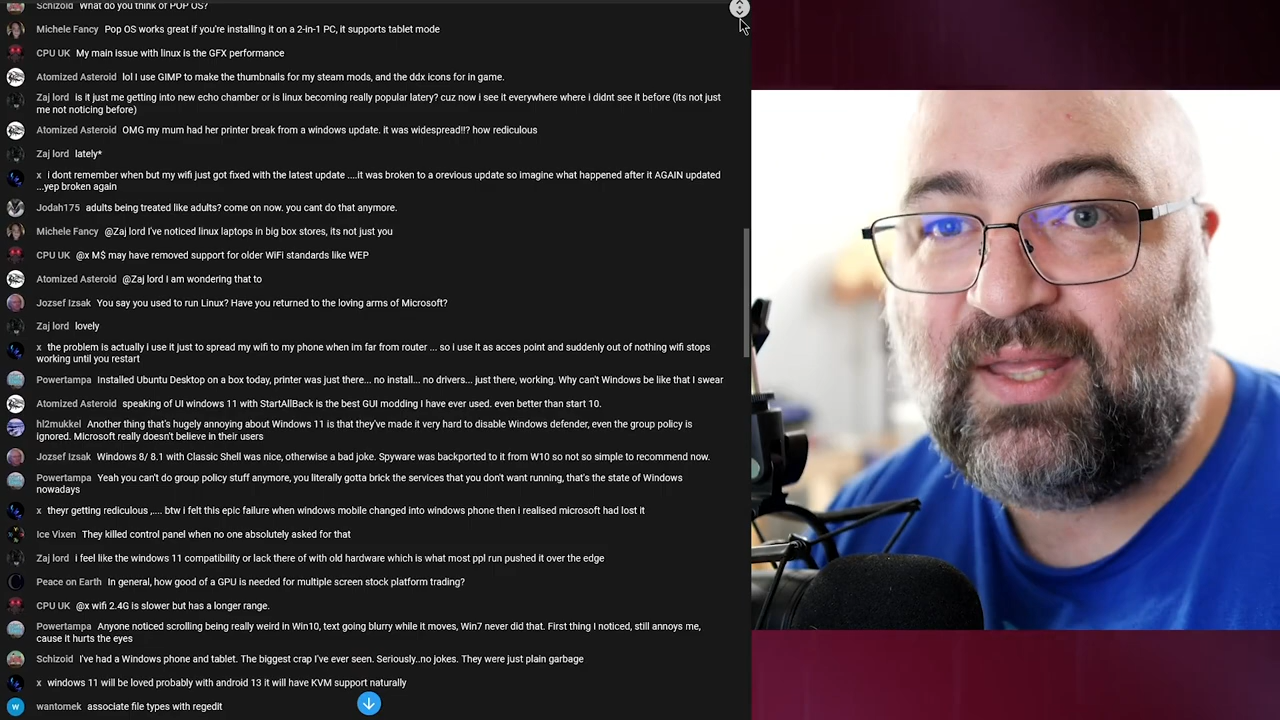 Schizoid What do you think of POP OS?
Michele Fancy Pop OS works great if you're installing it on a 2-in-1 PC, it supports tablet mode
CPU UK My main issue with linux is the GFX performance
Atomized Asteroid lol I use GIMP to make the thumbnails for my steam mods, and the ddx icons for in game.
Zaj lord is it just me getting into new echo chamber or is linux becoming really popular latery? cuz now i see it everywhere where i didnt see it before (its not just
me not noticing before)
Atomized Asteroid OMG my mum had her printer break from a windows update. it was widespread!!? how rediculous
Zaj lord lately*
x i dont remember when but my wifi just got fixed with the latest update ....it was broken to a orevious update so imagine what happened after it AGAIN updated
...yep broken again
Jodah175 adults being treated like adults? come on now. you cant do that anymore.
Michele Fancy @Zaj lord I've noticed linux laptops in big box stores, its not just you
CPU UK @x M$ may have removed support for older WiFi standards like WEP
Atomized Asteroid @Zaj lord I am wondering that to
Jozsef Izsak You say you used to run Linux? Have you returned to the loving arms of Microsoft?
Zaj lord lovely
x the problem is actually i use it just to spread my wifi to my phone when im far from router ... so i use it as acces point and suddenly out of nothing wifi stops
working until you restart
Powertampa Installed Ubuntu Desktop on a box today, printer was just there... no install... no drivers... just there, working. Why can't Windows be like that I swear
Atomized Asteroid speaking of UI windows 11 with StartAllBack is the best GUI modding I have ever used. even better than start 10.
hl2mukkel Another thing that's hugely annoying about Windows 11 is that they've made it very hard to disable Windows defender, even the group policy is
ignored. Microsoft really doesn't believe in their users
Jozsef Izsak Windows 8/ 8.1 with Classic Shell was nice, otherwise a bad joke. Spyware was backported to it from W10 so not so simple to recommend now.
Powertampa Yeah you can't do group policy stuff anymore, you literally gotta brick the services that you don't want running, that's the state of Windows
nowadays
x theyr getting rediculous ,.... btw i felt this epic failure when windows mobile changed into windows phone then i realised microsoft had lost it
Ice Vixen They killed control panel when no one absolutely asked for that
Zaj lord i feel like the windows 11 compatibility or lack there of with old hardware which is what most ppl run pushed it over the edge
Peace on Earth In general, how good of a GPU is needed for multiple screen stock platform trading?
CPU UK @x wifi 2.4G is slower but has a longer range.
Powertampa Anyone noticed scrolling being really weird in Win10, text going blurry while it moves, Win7 never did that. First thing I noticed, still annoys me,
cause it hurts the eyes
Schizoid I've had a Windows phone and tablet. The biggest crap I've ever seen. Seriously..no jokes. They were just plain garbage
x windows 11 will be loved probably with android 13 it will have KVM support naturally
w wantomek associate file types with regedit